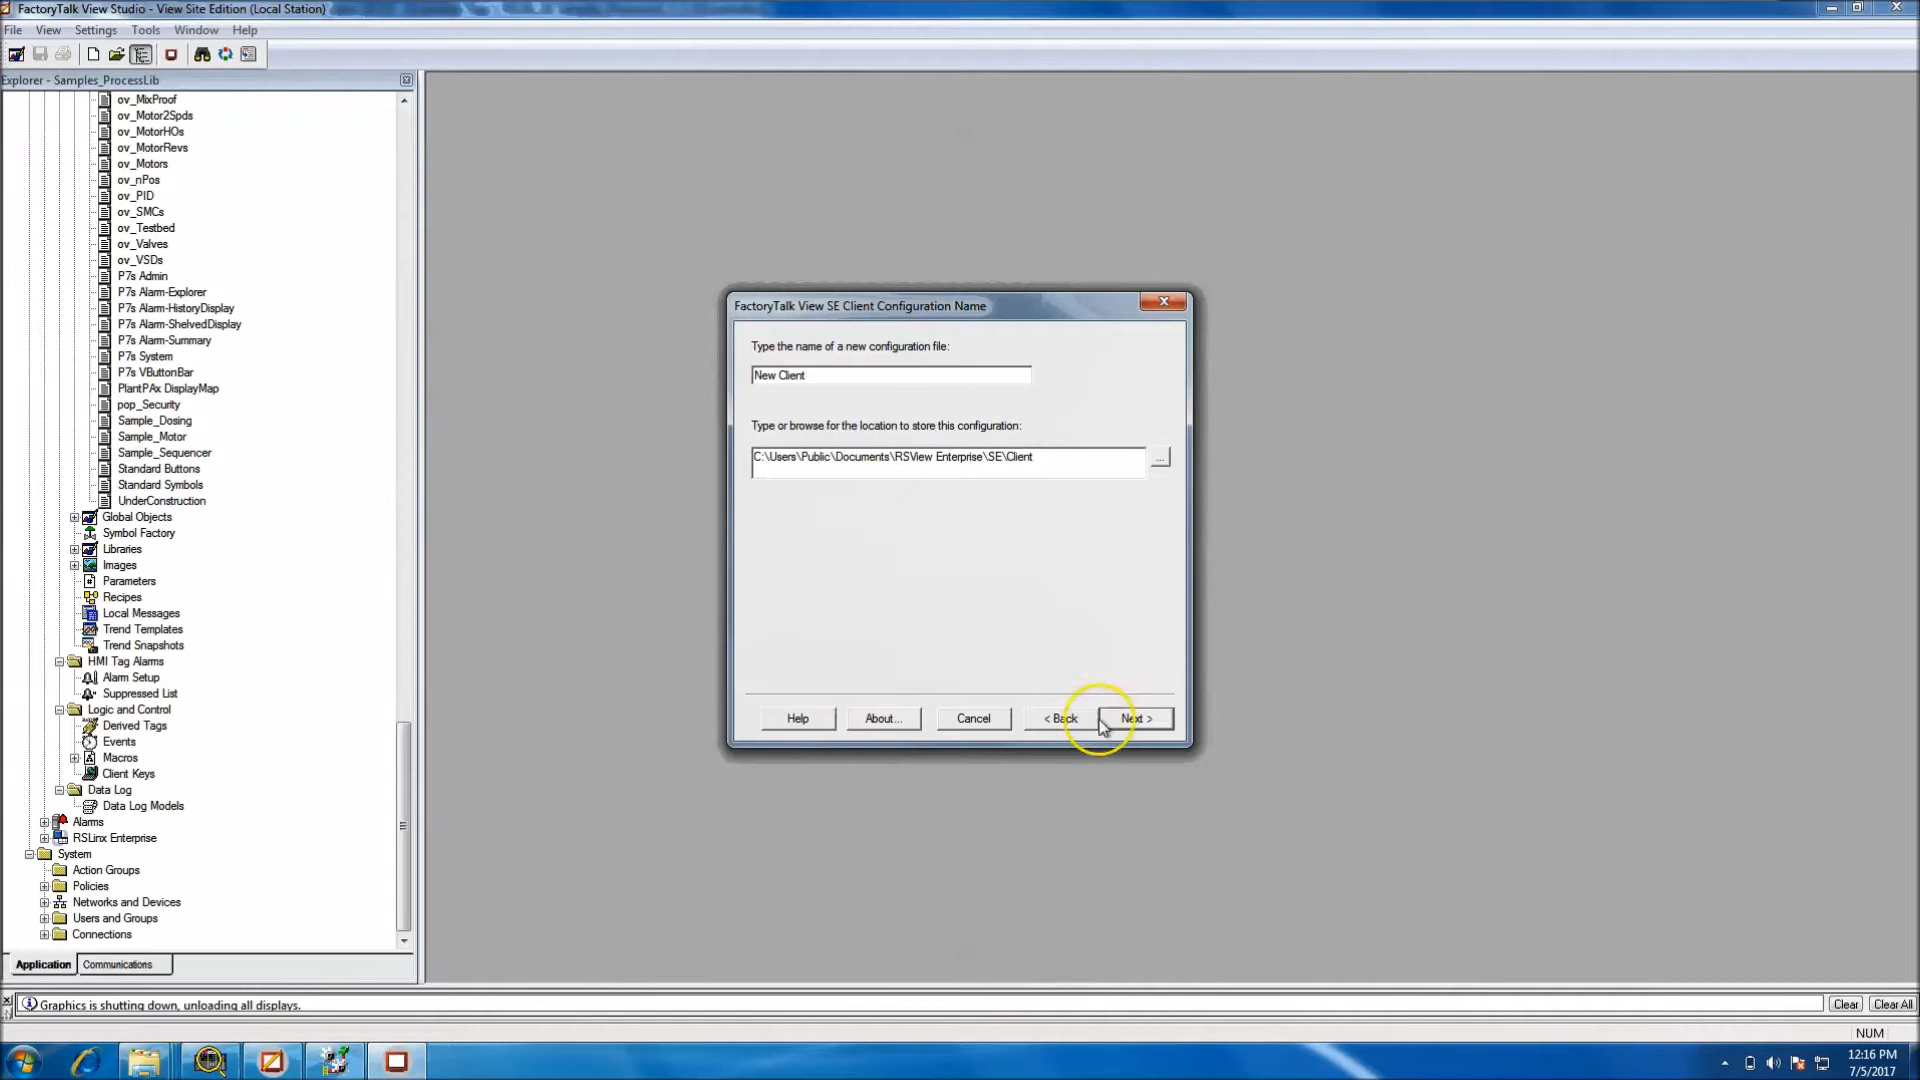 FactoryTalk View Studio - View Site Edition (Local Station)
File View Settings Tools Window Help
Explorer - Samples_ProcessLib
ov_MixProof
ov_Motor2Spds
ov_MotorHOs
ov_MotorRevs
ov_Motors
ov_nPos
ov_PID
ov_SMCs
ov_Testbed
ov_Valves
ov_VSDs
P7s Admin
P7s Alarm-Explorer
P7s Alarm-HistoryDisplay
P7s Alarm-ShelvedDisplay
P7s Alarm-Summary
P7s System
P7s VButtonBar
PlantPAx DisplayMap
pop_Security
Sample_Dosing
Sample_Motor
Sample_Sequencer
Standard Buttons
Standard Symbols
UnderConstruction
Global Objects
Symbol Factory
Libraries
Images
Parameters
Recipes
Local Messages
Trend Templates
Trend Snapshots
HMI Tag Alarms
Alarm Setup
Suppressed List
Logic and Control
Derived Tags
Events
Macros
Client Keys
Data Log
Data Log Models
Alarms
RSLinx Enterprise
System
Action Groups
Policies
Networks and Devices
Users and Groups
Connections
Application Communications
FactoryTalk View SE Client Configuration Name
Type the name of a new configuration file:
New Client
Type or browse for the location to store this configuration:
C:\Users\Public\Documents\RSView Enterprise\SE\Client
...
Help About... Cancel < Back Next >
Graphics is shutting down, unloading all displays.
Clear Clear All
NUM
12:16 PM
7/5/2017